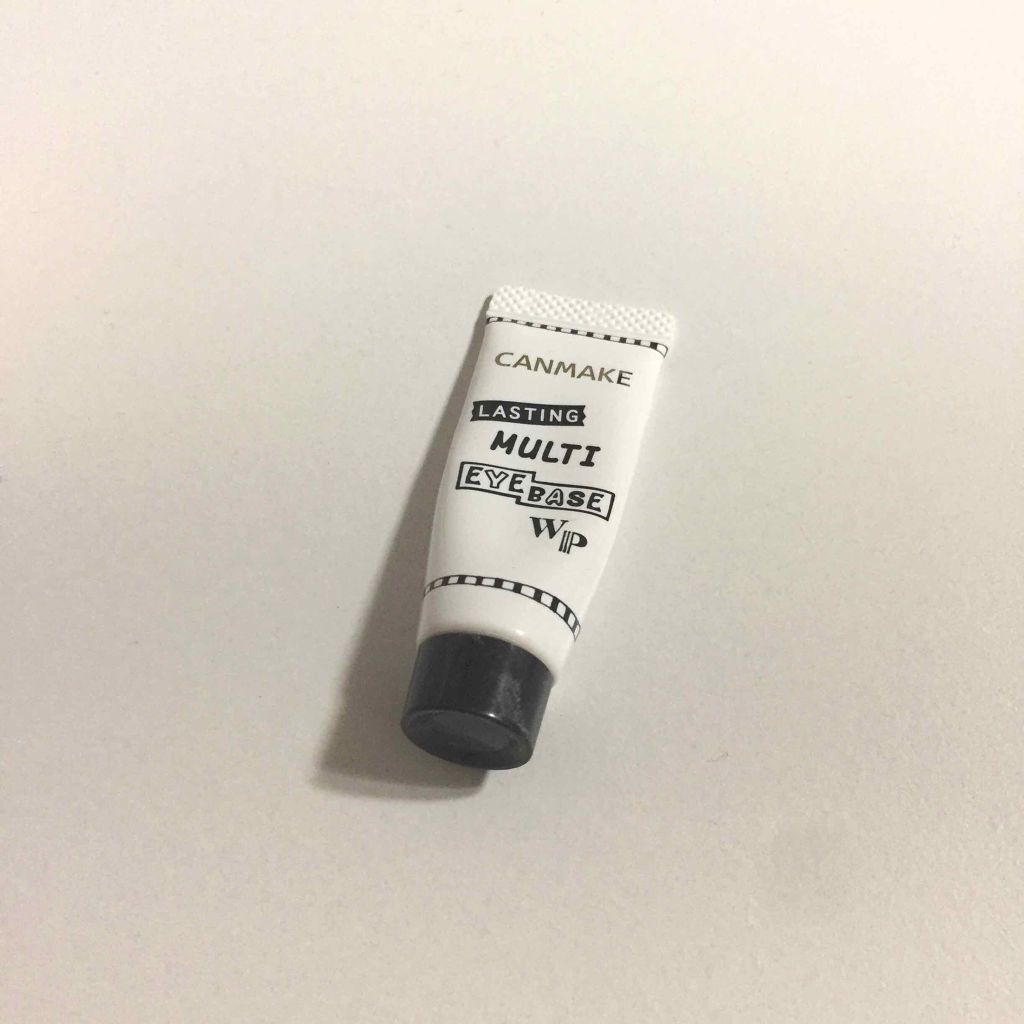 CANMAKE
LASTING
MULTI
EYE BASE
WP